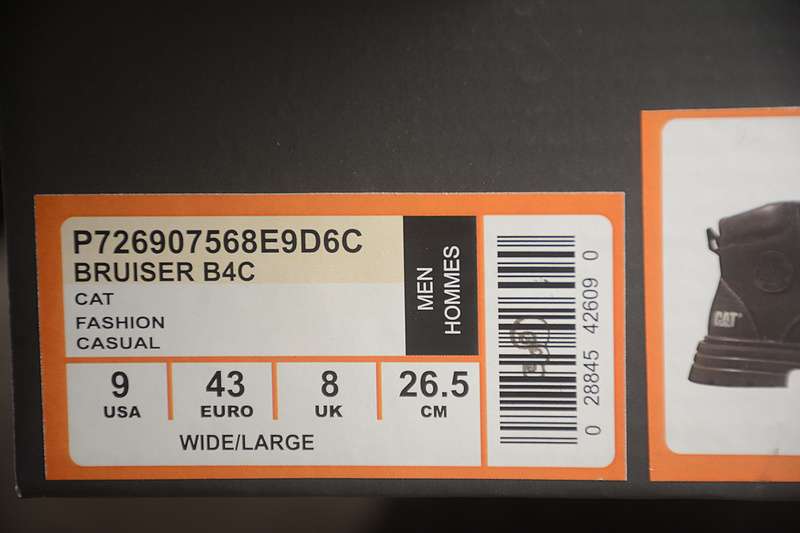 P726907568E9D6C
BRUISER B4C
CAT
FASHION
CASUAL
MEN
HOMMES
9
USA
43
EURO
8
UK
26.5
CM
WIDE/LARGE
0 28845 42609 0
CAT